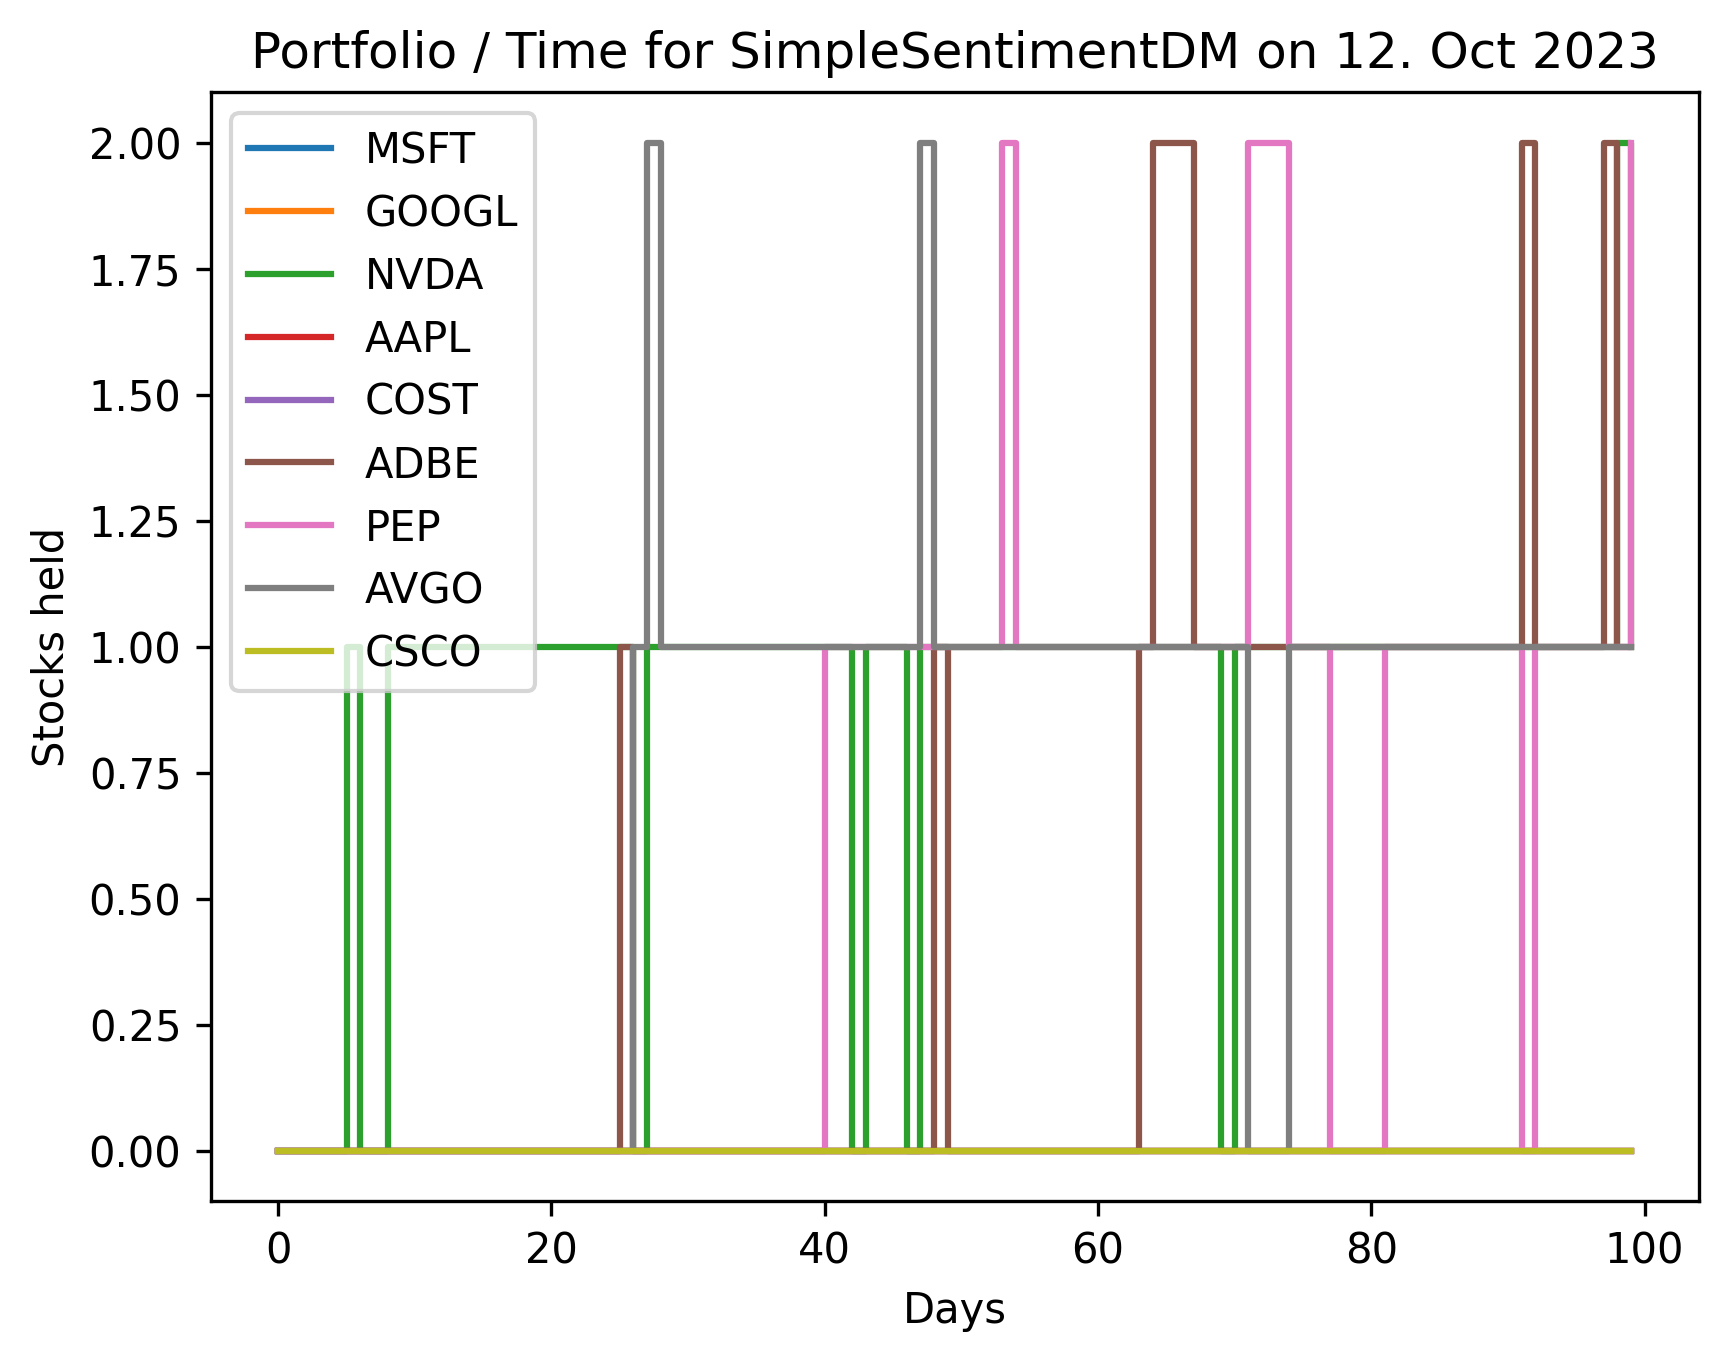 Portfolio / Time for SimpleSentimentDM on 12. Oct 2023
MSFT
GOOGL
NVDA
AAPL
COST
ADBE
PEP
AVGO
CSCO
Stocks held
2.00
1.75
1.50
1.25
1.00
0.75
0.50
0.25
0.00
0 20 40 60 80 100
Days